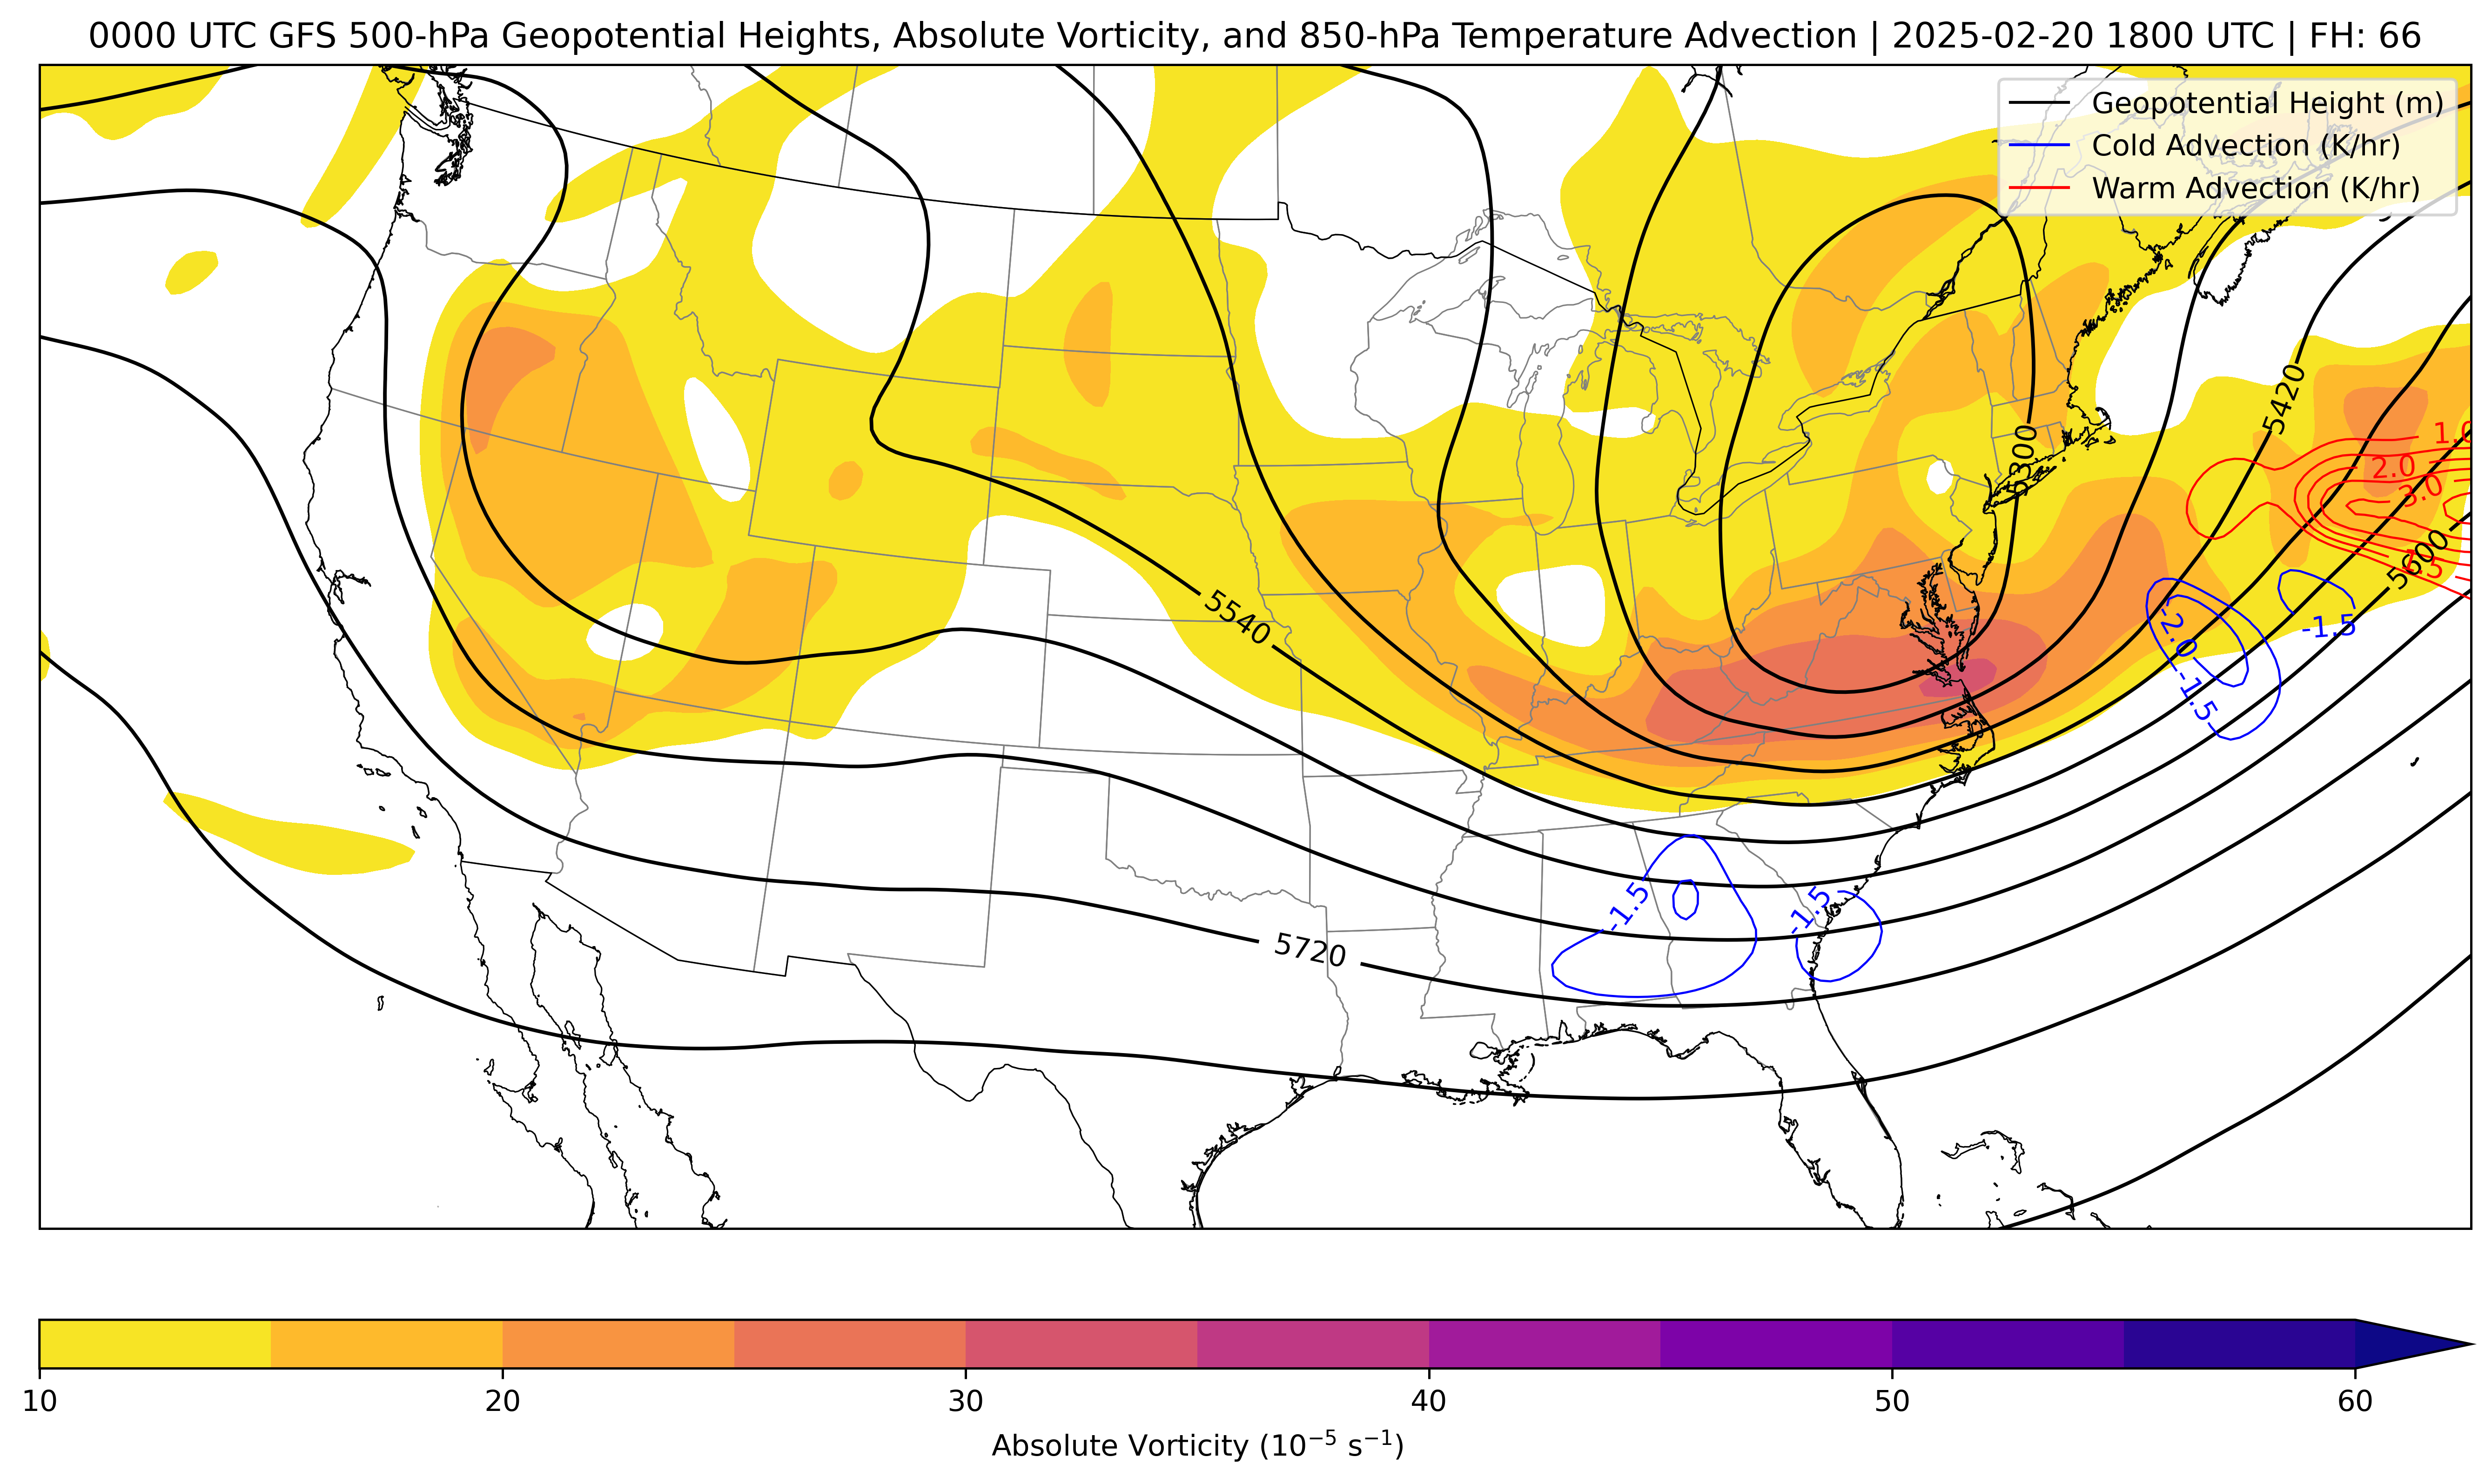 0000 UTC GFS 500-hPa Geopotential Heights, Absolute Vorticity, and 850-hPa Temperature Advection | 2025-02-20 1800 UTC | FH: 66
Geopotential Height (m)
Cold Advection (K/hr)
Warm Advection (K/hr)
5420
5300
1.0
2.0
3.0
5600
-2.0
-1.5
-1.5
5540
-1.5
-1.5
5720
10 20 30 40 50 60
Absolute Vorticity (10⁻⁵ s⁻¹)